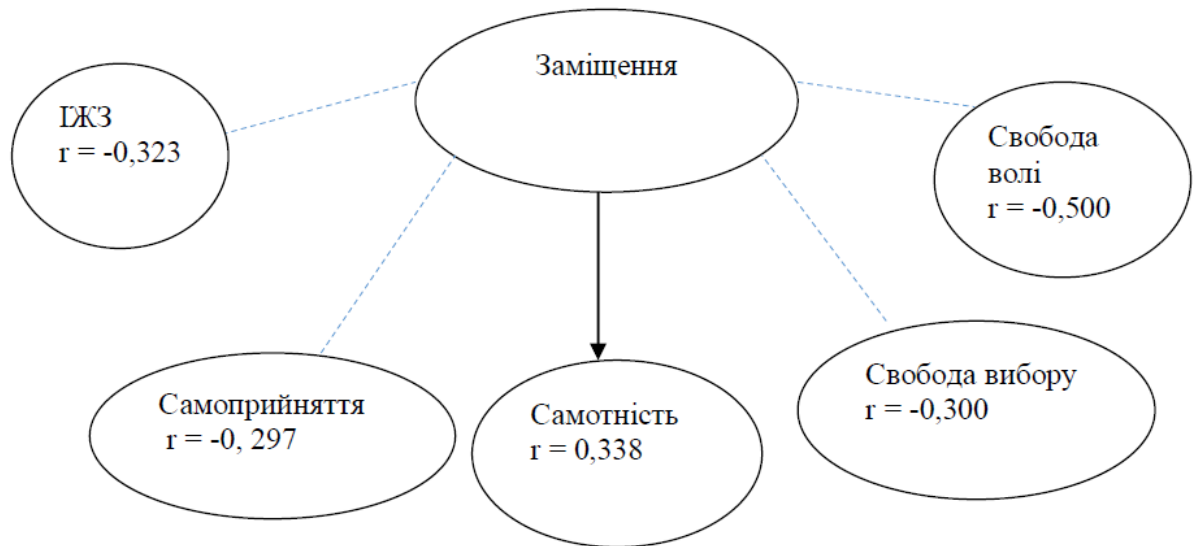 Заміщення
ІЖЗ
r = -0,323
Свобода
волі
r = -0,500
Самоприйняття
r = -0, 297
Самотність
r = 0,338
Свобода вибору
r = -0,300